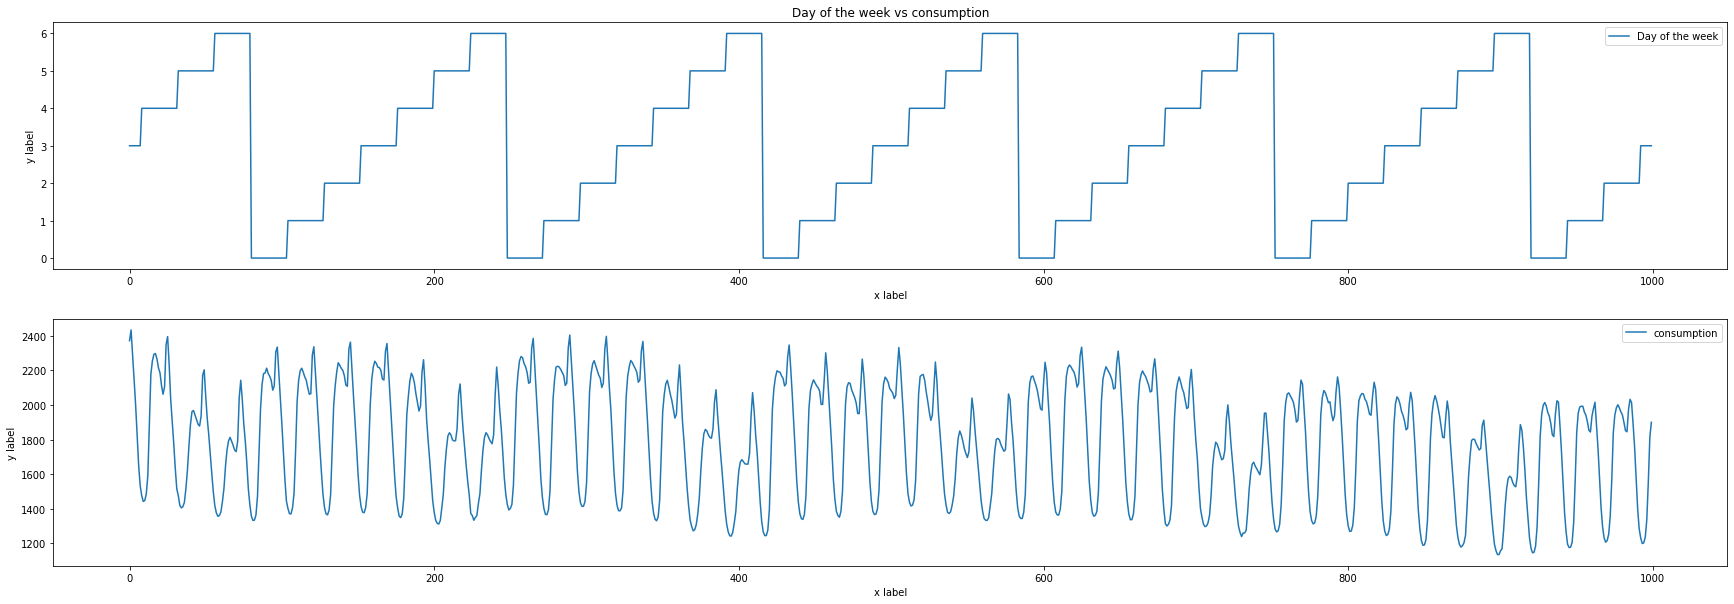 Day of the week vs consumption
Day of the week
6
5
4
3
2
1
0
y label
0 200 400 600 800 1000
x label
consumption
2400
2200
2000
1800
1600
1400
1200
y label
0 200 400 600 800 1000
x label